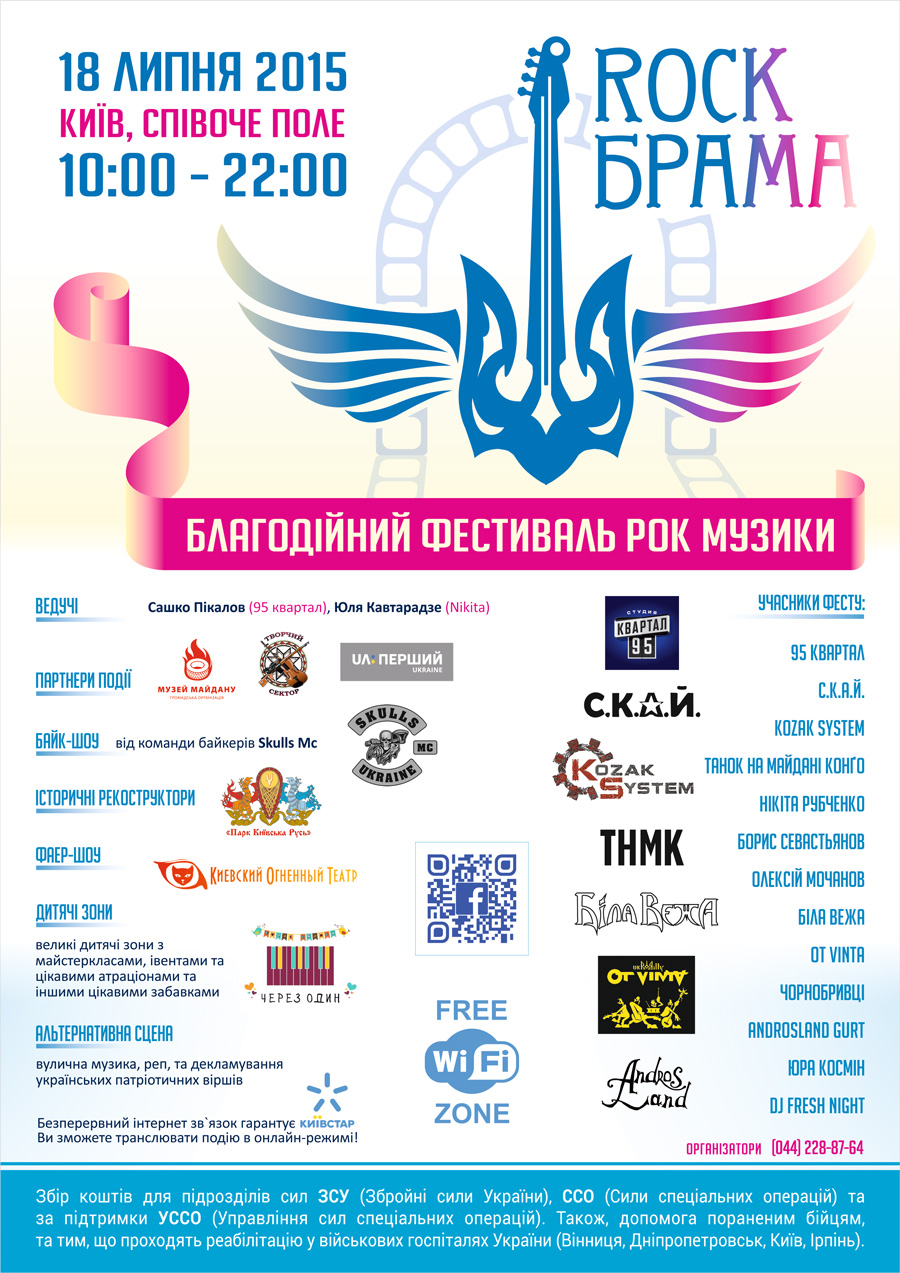 18 ЛИПНЯ 2015
КИЇВ, СПІВОЧЕ ПОЛЕ
10:00 – 22:00
ROCK
БРАМА
БЛАГОДІЙНИЙ ФЕСТИВАЛЬ РОК МУЗИКИ
ВЕДУЧІ
Сашко Пікалов (95 квартал), Юля Кавтарадзе (Nikita)
ПАРТНЕРИ ПОДІЇ
МУЗЕЙ МАЙДАНУ
ГРОМАДСЬКА ОРГАНІЗАЦІЯ
ТВОРЧИЙ
СЕКТОР
UA:ПЕРШИЙ
UKRAINE
БАЙК-ШОУ
від команди байкерів Skulls Mc
SKULLS
MC
UKRAINE
ІСТОРИЧНІ РЕКОСТРУКТОРИ
«Парк Київська Русь»
ФАЕР-ШОУ
Киевский Огненный Театр
ДИТЯЧІ ЗОНИ
великі дитячі зони з
майстеркласами, івентами та
цікавими атраціонами та
іншими цікавими забавками
ЧЕРЕЗ ОДИН
АЛЬТЕРНАТИВНА СЦЕНА
вулична музика, реп, та декламування
українських патріотичних віршів
Безперервний інтернет зв`язок гарантує КИЇВСТАР
Ви зможете транслювати подію в онлайн-режимі!
FREE
Wi Fi
ZONE
СТУДИЯ
КВАРТАЛ
95
С.К.А.Й.
KOZAK
SYSTEM
ТНМК
Біла Вежа
ОТ VINTA
Andros
Land
УЧАСНИКИ ФЕСТУ:
95 КВАРТАЛ
С.К.А.Й.
KOZAK SYSTEM
ТАНОК НА МАЙДАНІ КОНГО
НІКІТА РУБЧЕНКО
БОРИС СЕВАСТЬЯНОВ
ОЛЕКСІЙ МОЧАНОВ
БІЛА ВЕЖА
OT VINTA
ЧОРНОБРИВЦІ
ANDROSLAND GURT
ЮРА КОСМІН
DJ FRESH NIGHT
ОРГАНІЗАТОРИ (044) 228-87-64
Збір коштів для підрозділів сил ЗСУ (Збройні сили України), ССО (Сили спеціальних операцій) та
за підтримки УССО (Управління сил спеціальних операцій). Також, допомога пораненим бійцям,
та тим, що проходять реабілітацію у військових госпіталях України (Вінниця, Дніпропетровськ, Київ, Ірпінь).